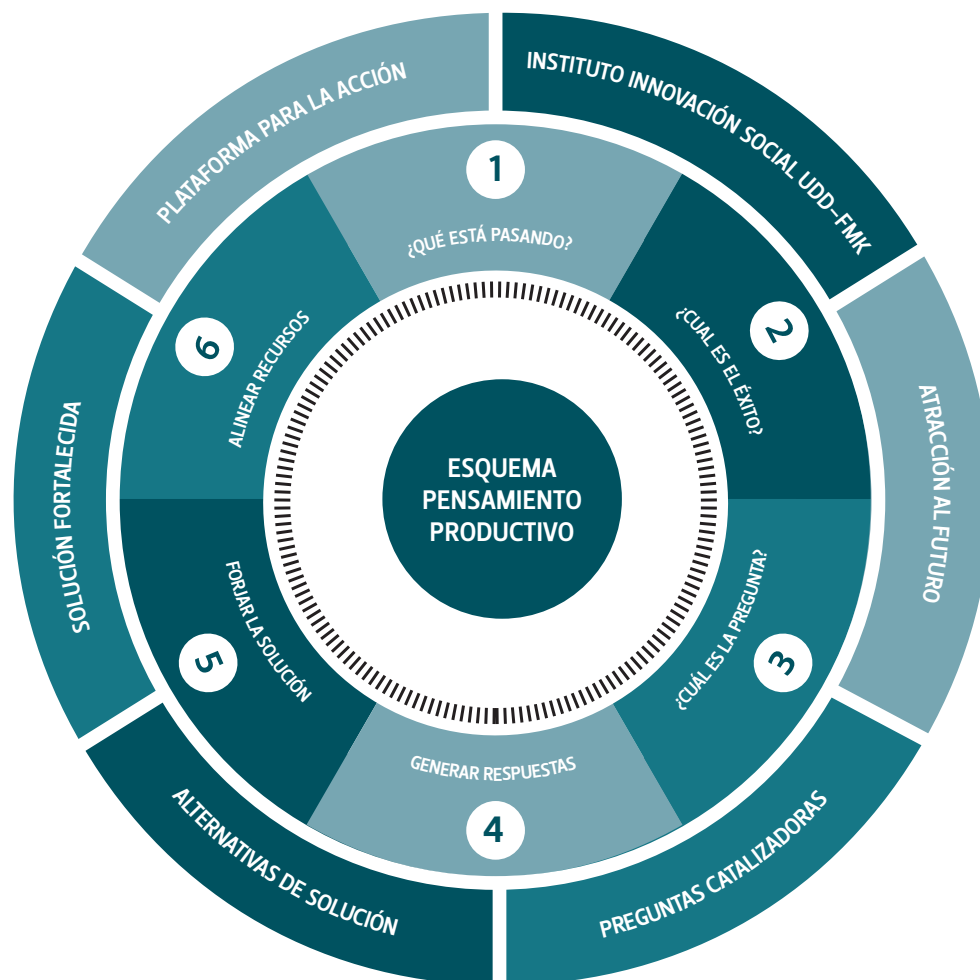 PLATAFORMA PARA LA ACCIÓN
INSTITUTO INNOVACIÓN SOCIAL UDD-FMK
ATRACCIÓN AL FUTURO
PREGUNTAS CATALIZADORAS
ALTERNATIVAS DE SOLUCIÓN
SOLUCIÓN FORTALECIDA
1
¿QUÉ ESTÁ PASANDO?
2
¿CUAL ES EL ÉXITO?
3
¿CUÁL ES LA PREGUNTA?
4
GENERAR RESPUESTAS
5
FORJAR LA SOLUCIÓN
6
ALINEAR RECURSOS
ESQUEMA
PENSAMIENTO
PRODUCTIVO